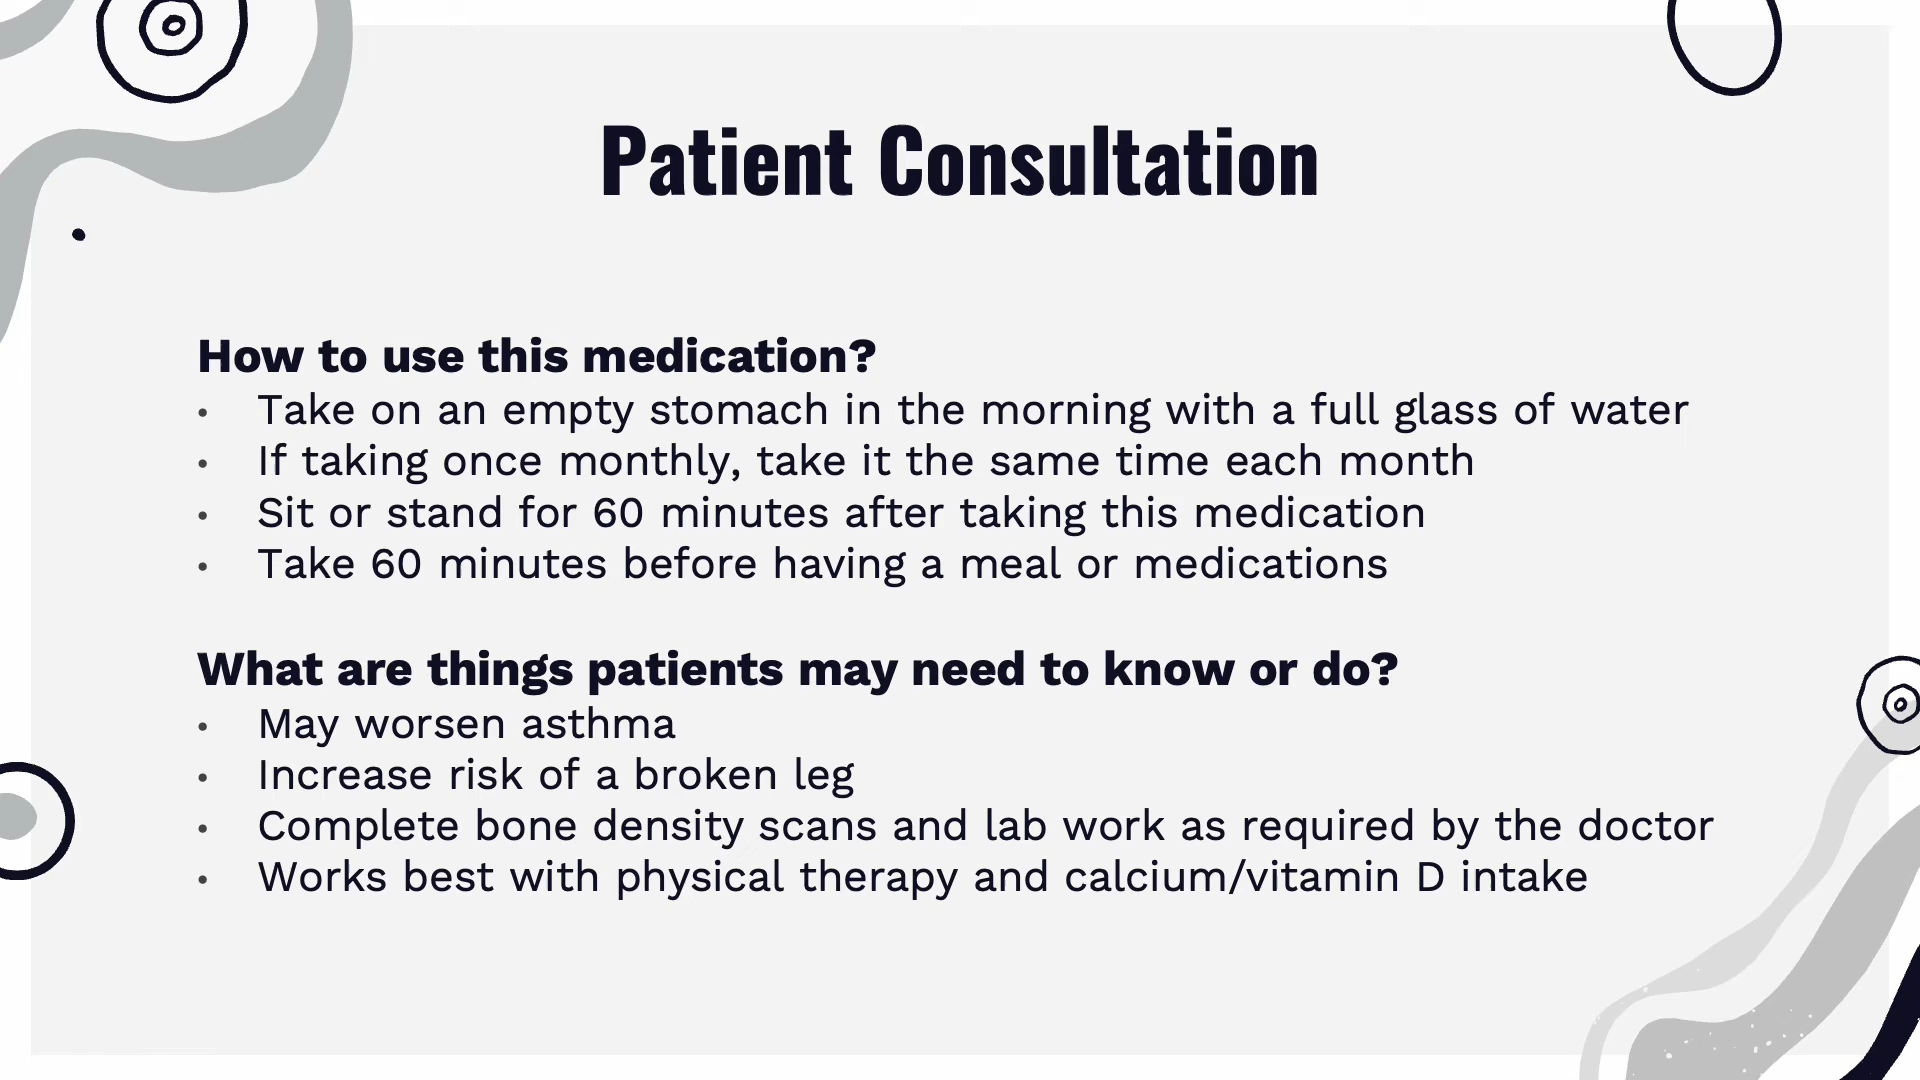 Patient Consultation
How to use this medication?
• Take on an empty stomach in the morning with a full glass of water
• If taking once monthly, take it the same time each month
• Sit or stand for 60 minutes after taking this medication
• Take 60 minutes before having a meal or medications
What are things patients may need to know or do?
• May worsen asthma
• Increase risk of a broken leg
• Complete bone density scans and lab work as required by the doctor
• Works best with physical therapy and calcium/vitamin D intake